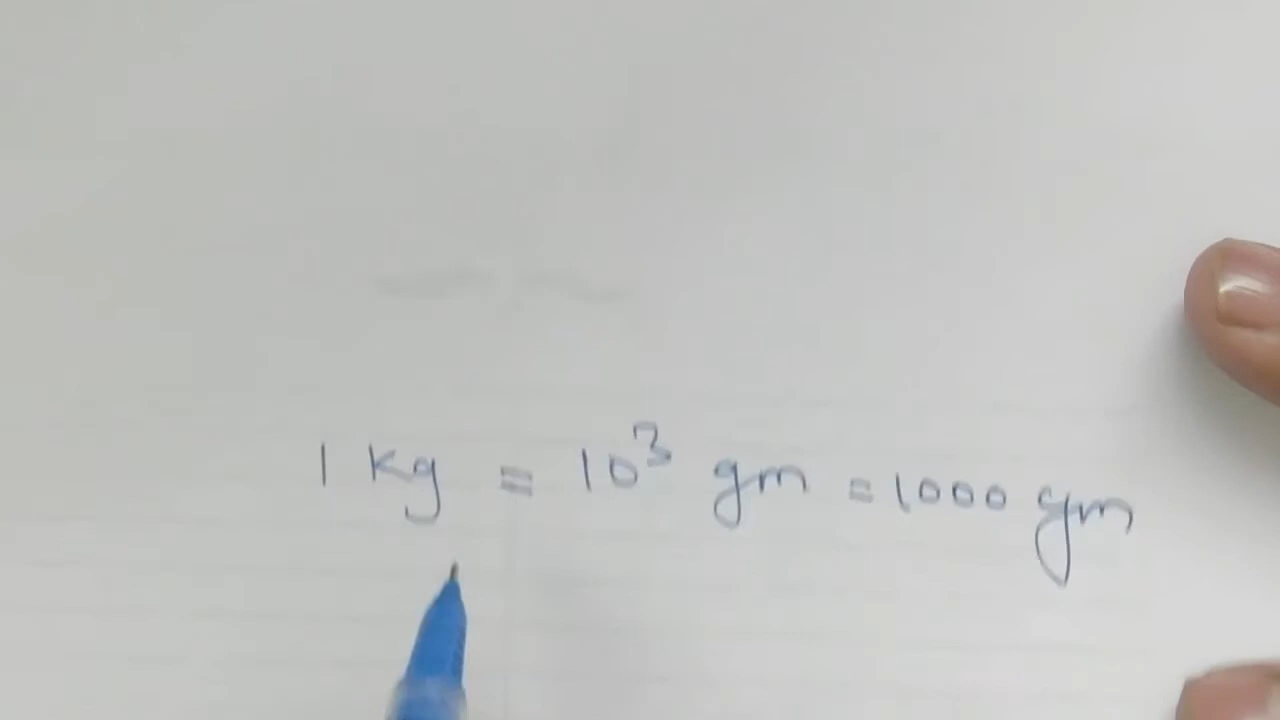 1 kg = 10³ gm = 1000 gm